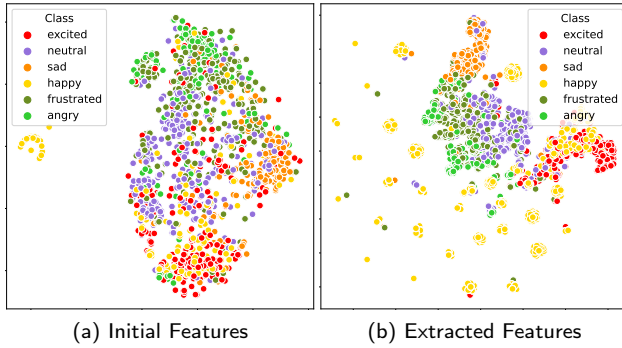 Class
excited
neutral
sad
happy
frustrated
angry
Class
excited
neutral
sad
happy
frustrated
angry
(a) Initial Features
(b) Extracted Features